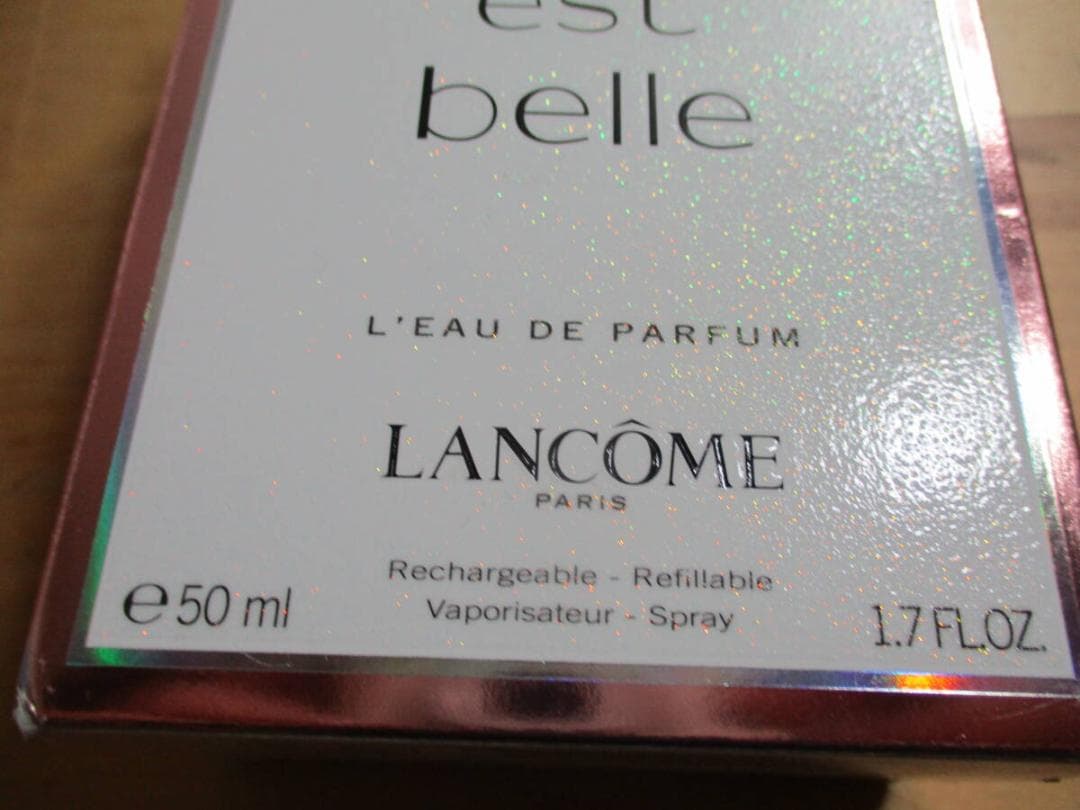 est
belle
L'EAU DE PARFUM
LANCÔME
PARIS
Rechargeable - Refillable
Vaporisateur - Spray
℮ 50 ml
1.7 FL.OZ.